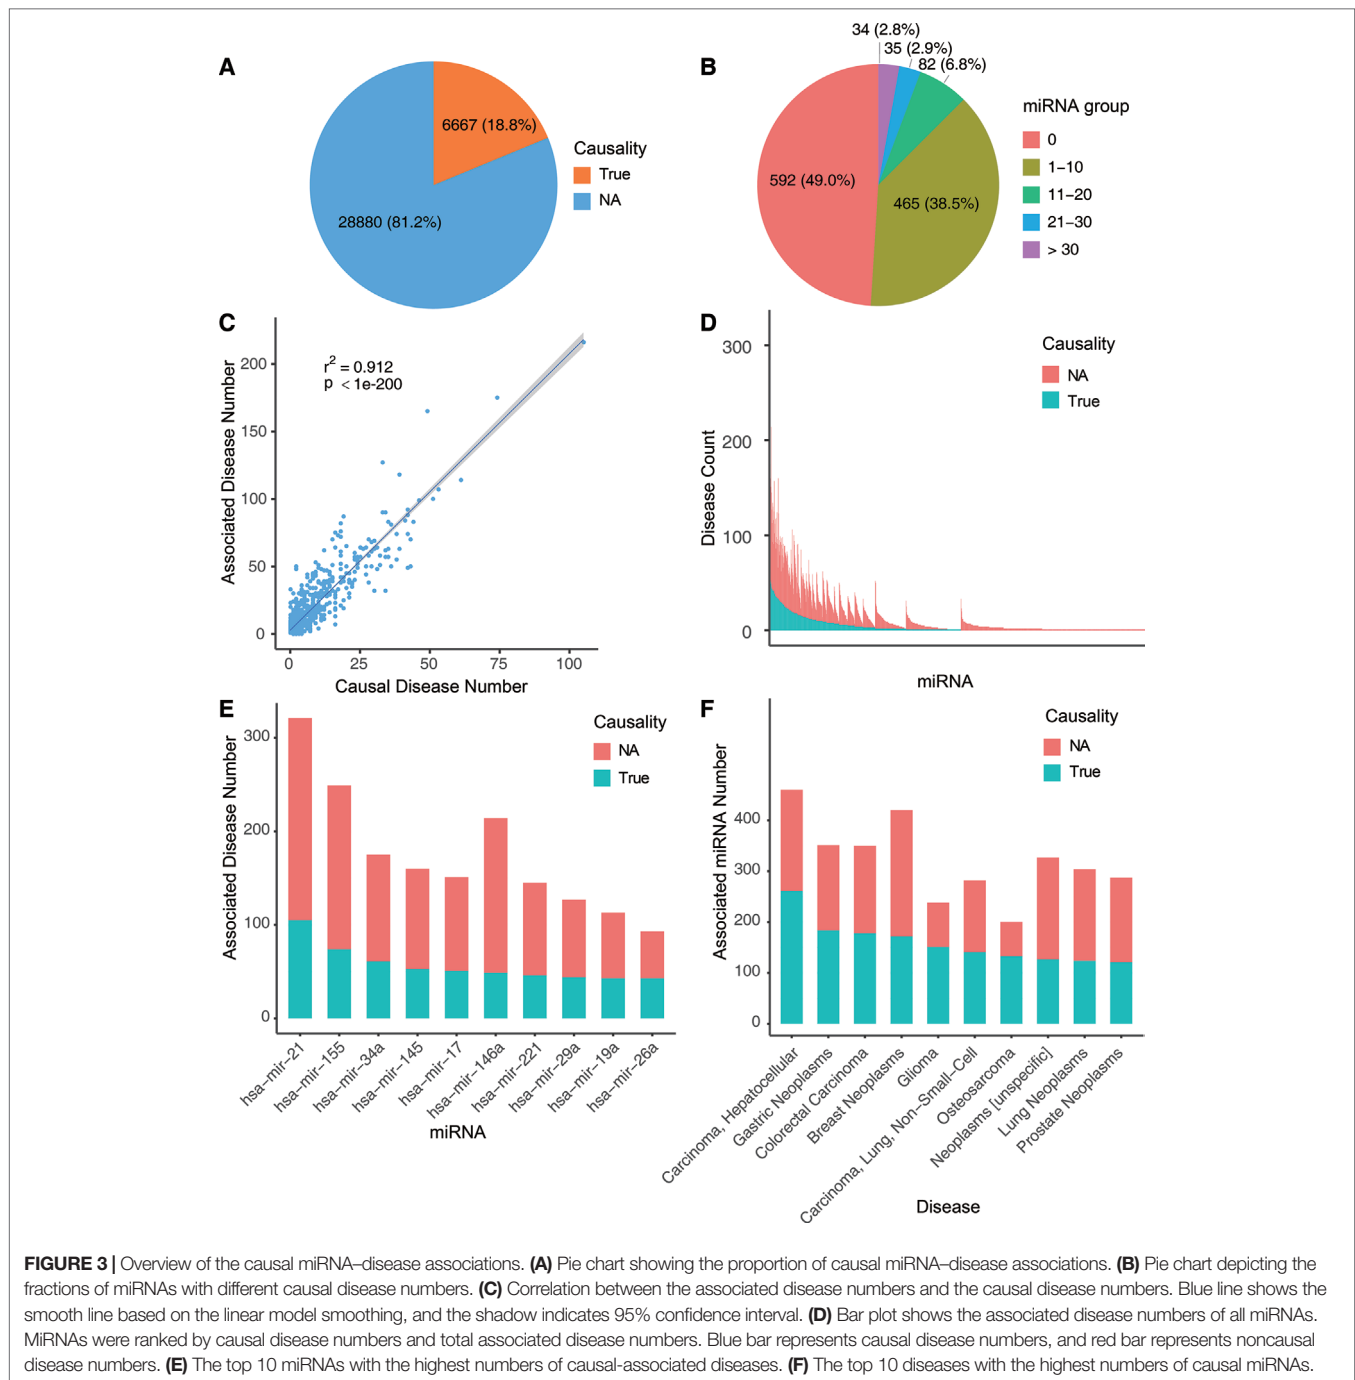 A
6667 (18.8%)
28880 (81.2%)
Causality
True
NA
B
34 (2.8%)
35 (2.9%)
82 (6.8%)
592 (49.0%)
465 (38.5%)
miRNA group
0
1–10
11–20
21–30
> 30
C
r2 = 0.912
p < 1e-200
Associated Disease Number
200
150
100
50
0
0 25 50 75 100
Causal Disease Number
D
Causality
NA
True
Disease Count
300
200
100
0
miRNA
E
Causality
NA
True
Associated Disease Number
300
200
100
0
hsa–mir–21
hsa–mir–155
hsa–mir–34a
hsa–mir–145
hsa–mir–17
hsa–mir–146a
hsa–mir–221
hsa–mir–29a
hsa–mir–19a
hsa–mir–26a
miRNA
F
Causality
NA
True
Associated miRNA Number
400
300
200
100
0
Carcinoma, Hepatocellular
Gastric Neoplasms
Colorectal Carcinoma
Breast Neoplasms
Glioma
Carcinoma, Lung, Non–Small–Cell
Osteosarcoma
Neoplasms [unspecific]
Lung Neoplasms
Prostate Neoplasms
Disease
FIGURE 3 | Overview of the causal miRNA–disease associations. (A) Pie chart showing the proportion of causal miRNA–disease associations. (B) Pie chart depicting the
fractions of miRNAs with different causal disease numbers. (C) Correlation between the associated disease numbers and the causal disease numbers. Blue line shows the
smooth line based on the linear model smoothing, and the shadow indicates 95% confidence interval. (D) Bar plot shows the associated disease numbers of all miRNAs.
MiRNAs were ranked by causal disease numbers and total associated disease numbers. Blue bar represents causal disease numbers, and red bar represents noncausal
disease numbers. (E) The top 10 miRNAs with the highest numbers of causal-associated diseases. (F) The top 10 diseases with the highest numbers of causal miRNAs.